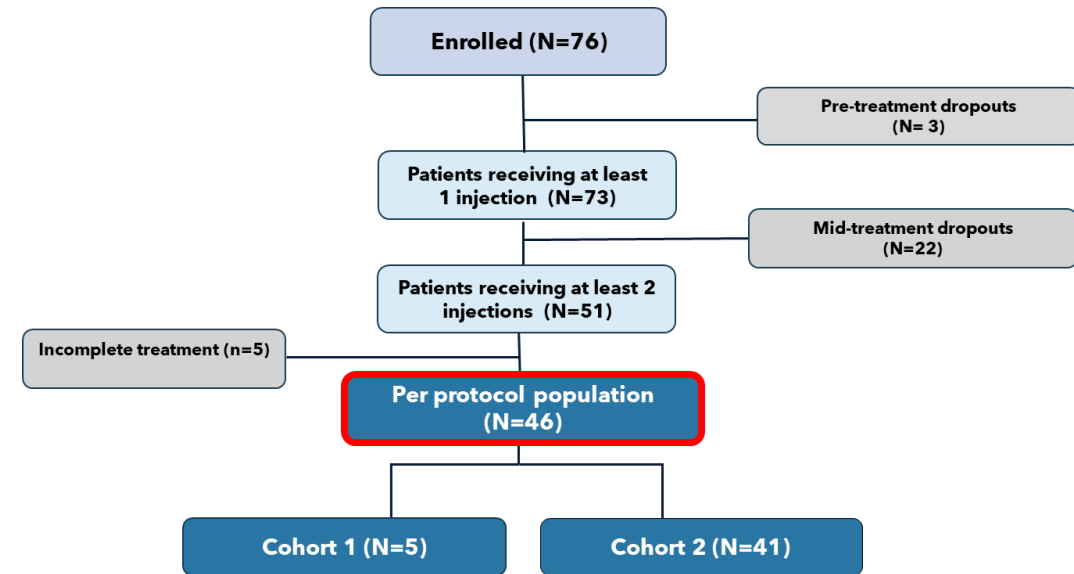 Enrolled (N=76)
Pre-treatment dropouts
(N= 3)
Patients receiving at least
1 injection (N=73)
Mid-treatment dropouts
(N=22)
Patients receiving at least 2
injections (N=51)
Incomplete treatment (n=5)
Per protocol population
(N=46)
Cohort 1 (N=5)
Cohort 2 (N=41)